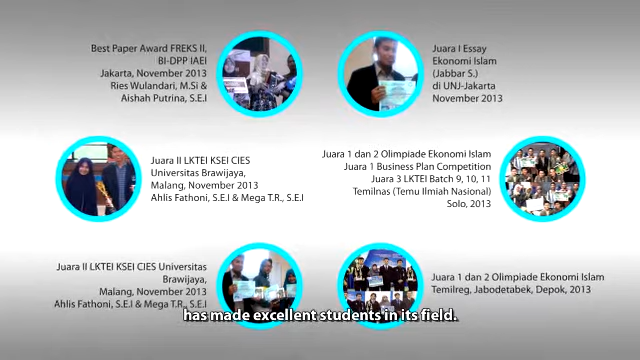 Best Paper Award FREKS II,
BI-DPP IAEI
Jakarta, November 2013
Ries Wulandari, M.Si &
Aishah Putrina, S.E.I
Juara I Essay
Ekonomi Islam
(Jabbar S.)
di UNJ-Jakarta
November 2013
Juara II LKTEI KSEI CIES
Universitas Brawijaya,
Malang, November 2013
Ahlis Fathoni, S.E.I & Mega T.R., S.E.I
Juara 1 dan 2 Olimpiade Ekonomi Islam
Juara 1 Business Plan Competition
Juara 3 LKTEI Batch 9, 10, 11
Temilnas (Temu Ilmiah Nasional)
Solo, 2013
Juara II LKTEI KSEI CIES Universitas
Brawijaya,
Malang, November 2013
Ahlis Fathoni, S.E.I & Mega T.R., S.E.I
Juara 1 dan 2 Olimpiade Ekonomi Islam
Temilreg, Jabodetabek, Depok, 2013
has made excellent students in its field.